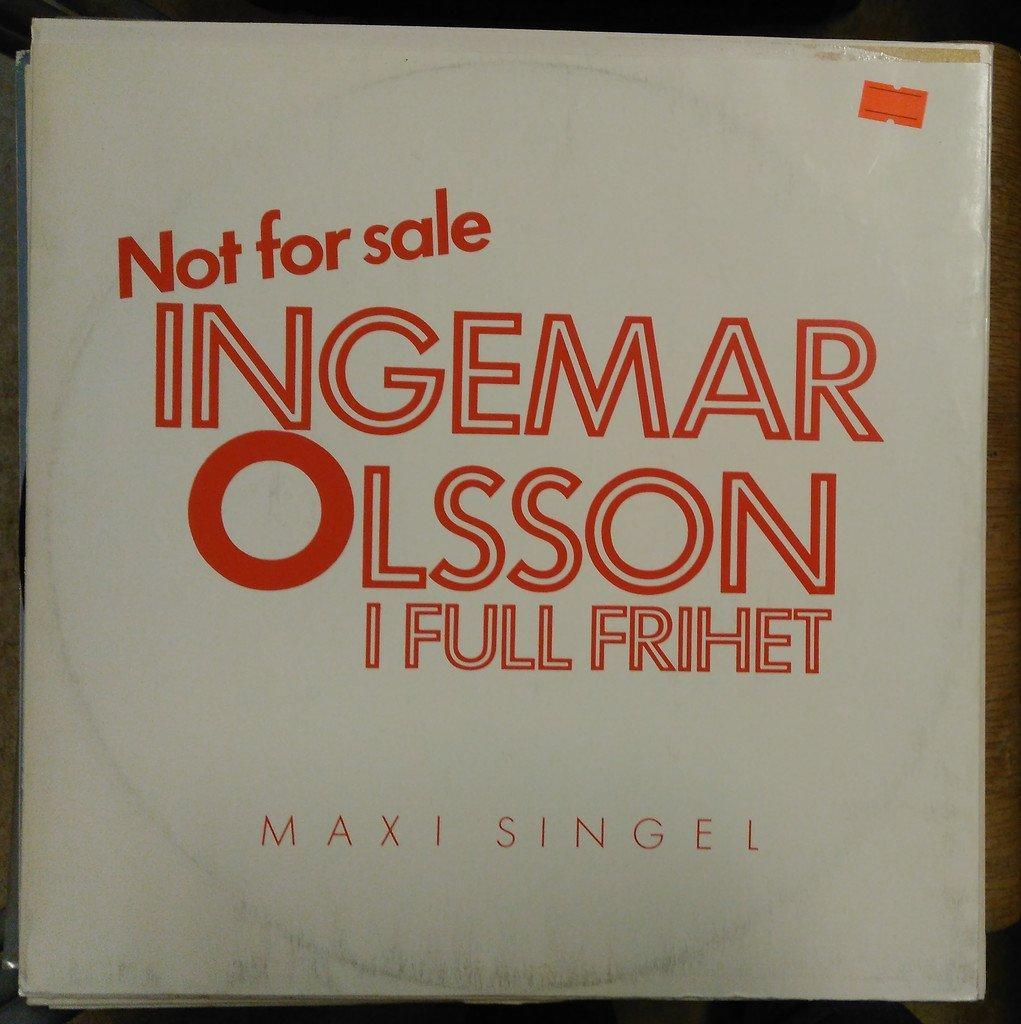 Not for sale
INGEMAR
OLSSON
I FULL FRIHET
MAXI SINGEL